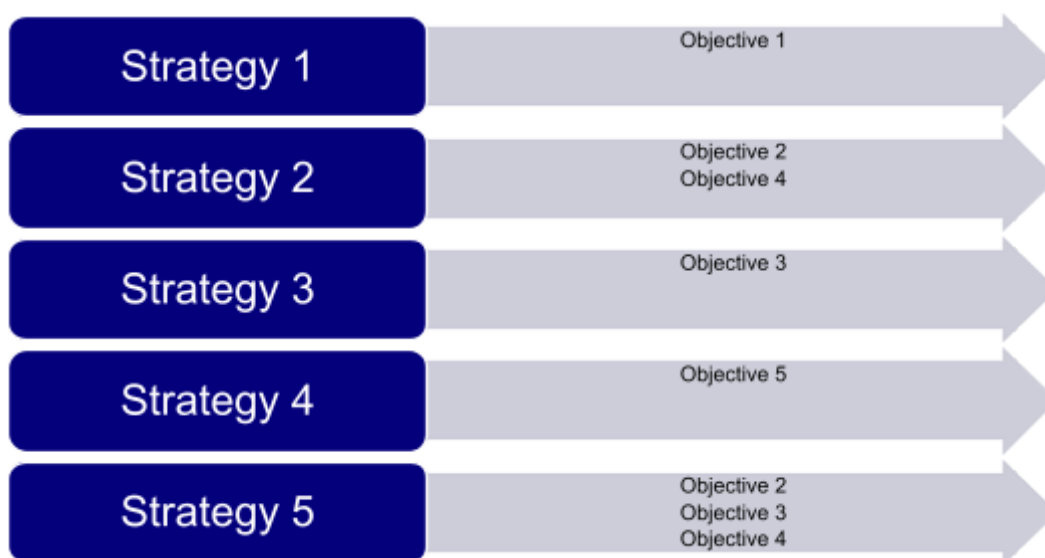 Strategy 1
Objective 1
Strategy 2
Objective 2
Objective 4
Strategy 3
Objective 3
Strategy 4
Objective 5
Strategy 5
Objective 2
Objective 3
Objective 4